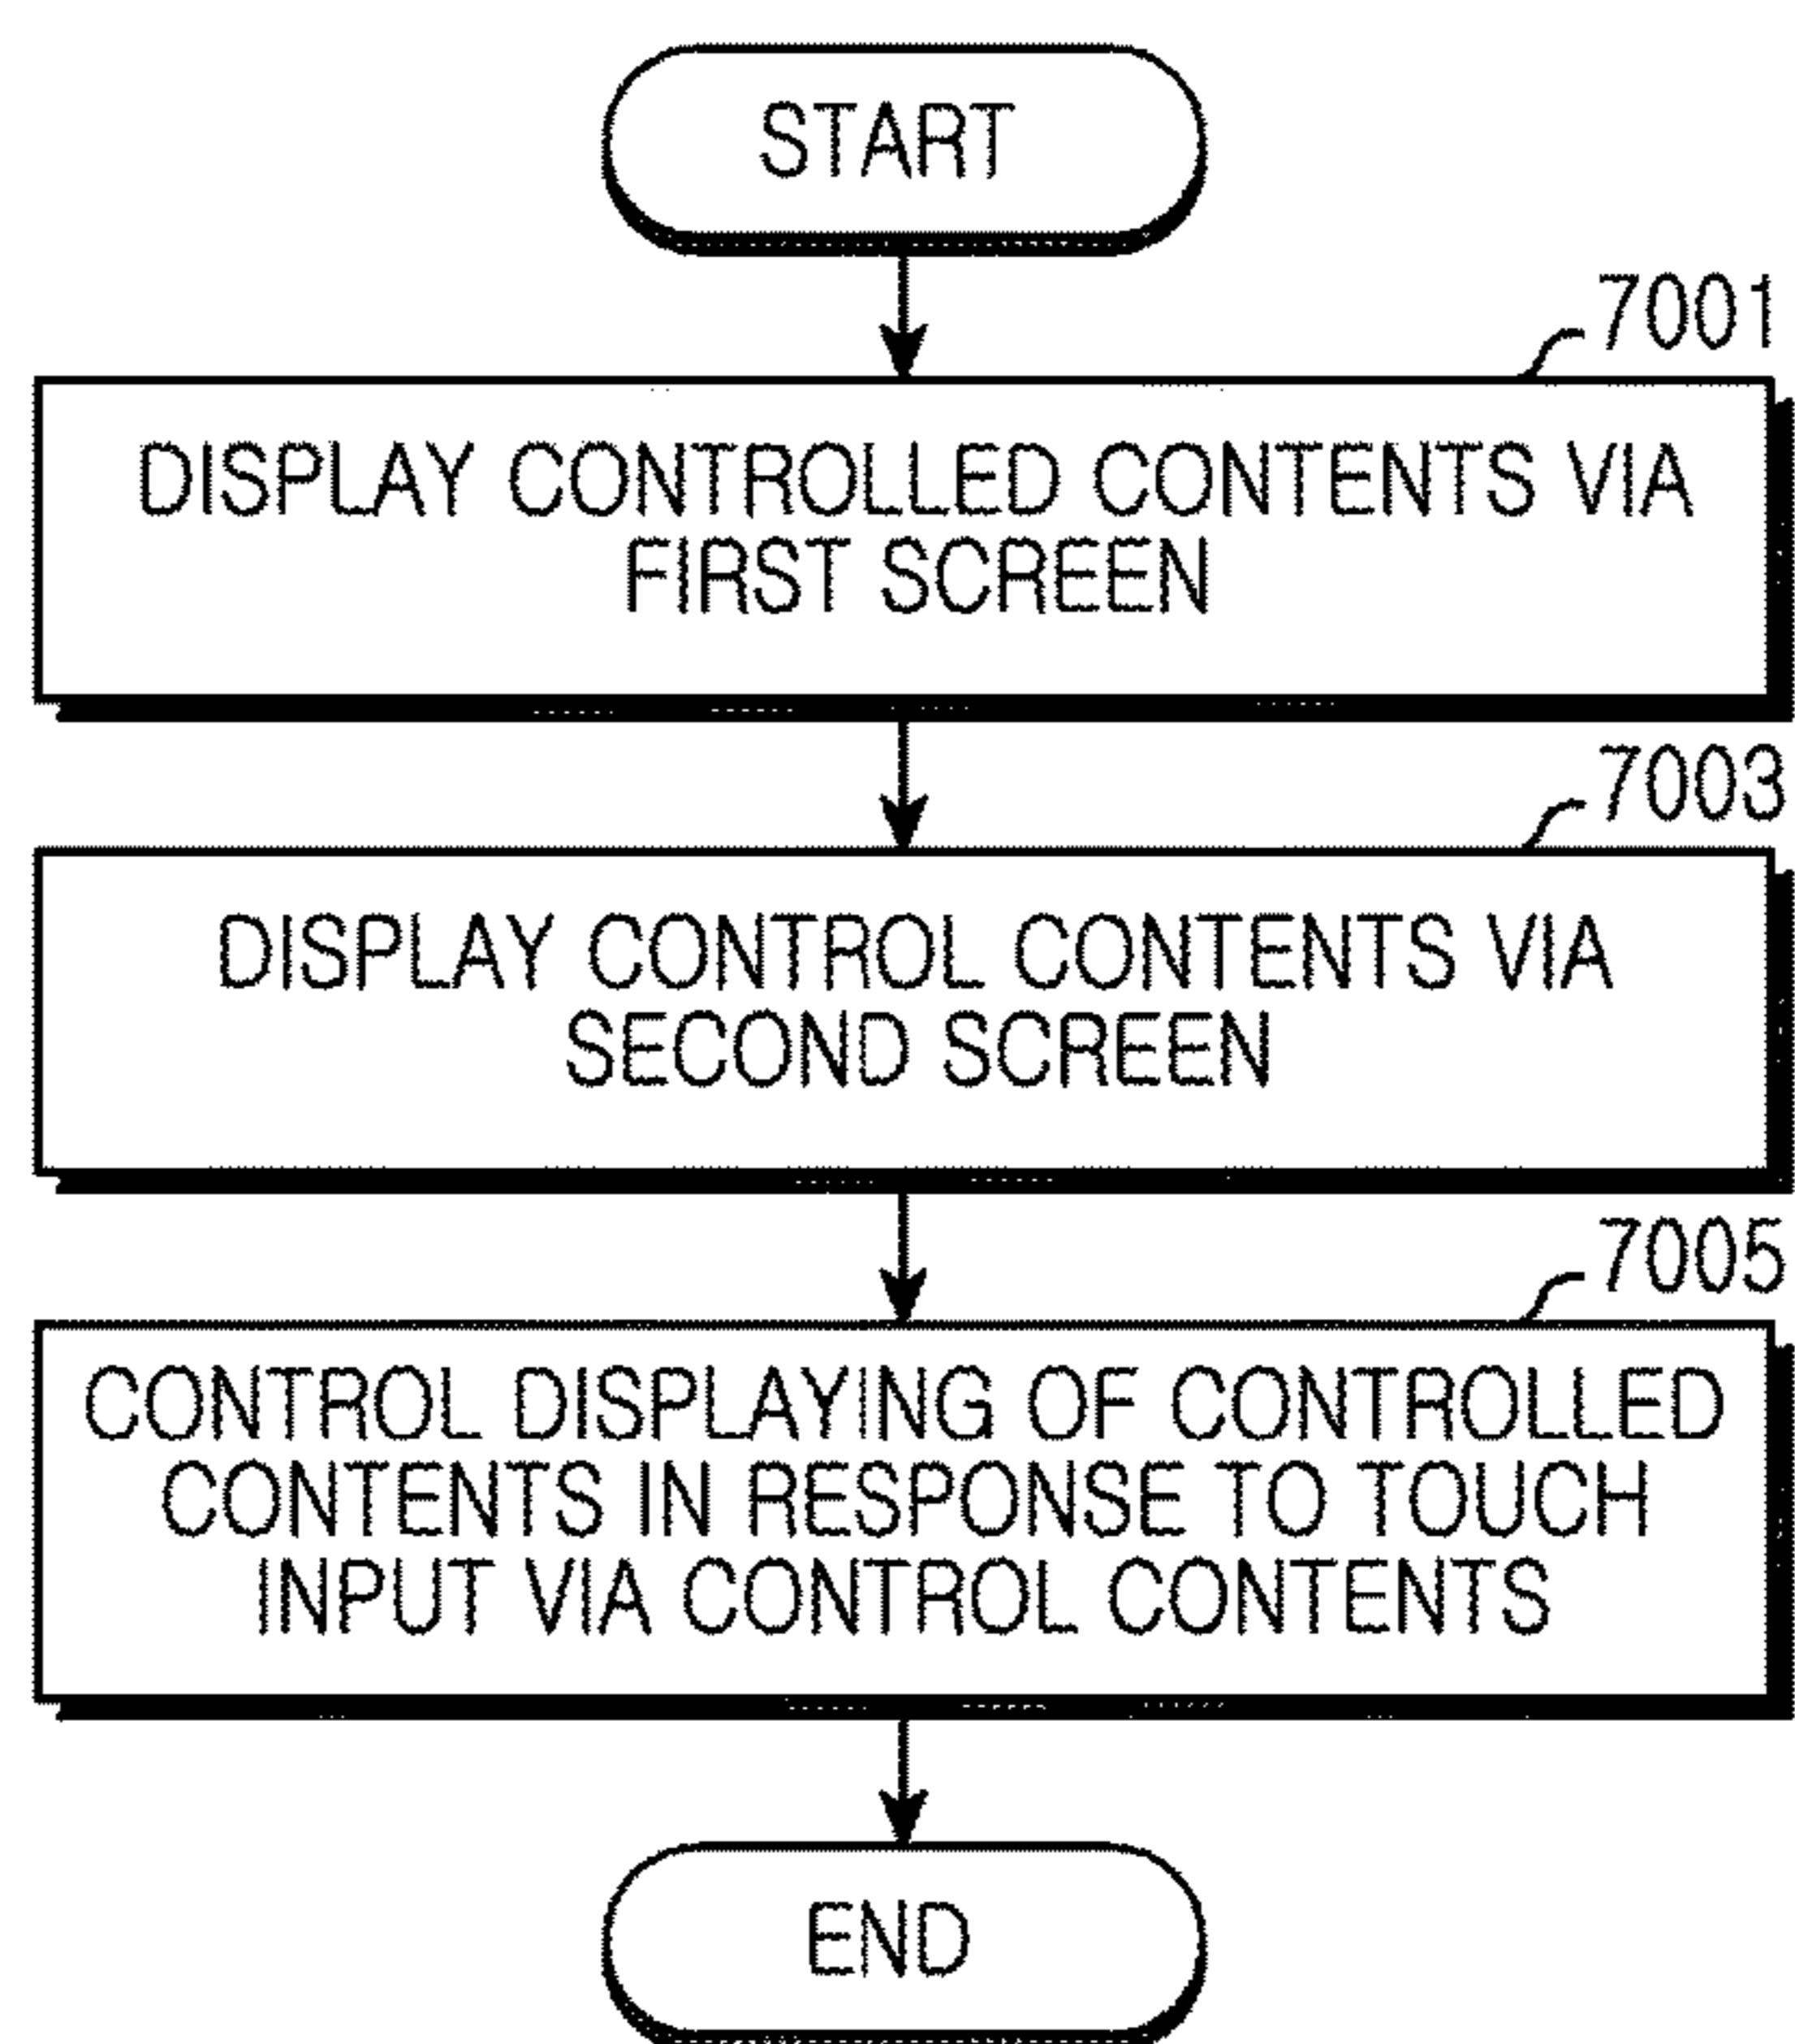 START
7001
DISPLAY CONTROLLED CONTENTS VIA
FIRST SCREEN
7003
DISPLAY CONTROL CONTENTS VIA
SECOND SCREEN
7005
CONTROL DISPLAYING OF CONTROLLED
CONTENTS IN RESPONSE TO TOUCH
INPUT VIA CONTROL CONTENTS
END